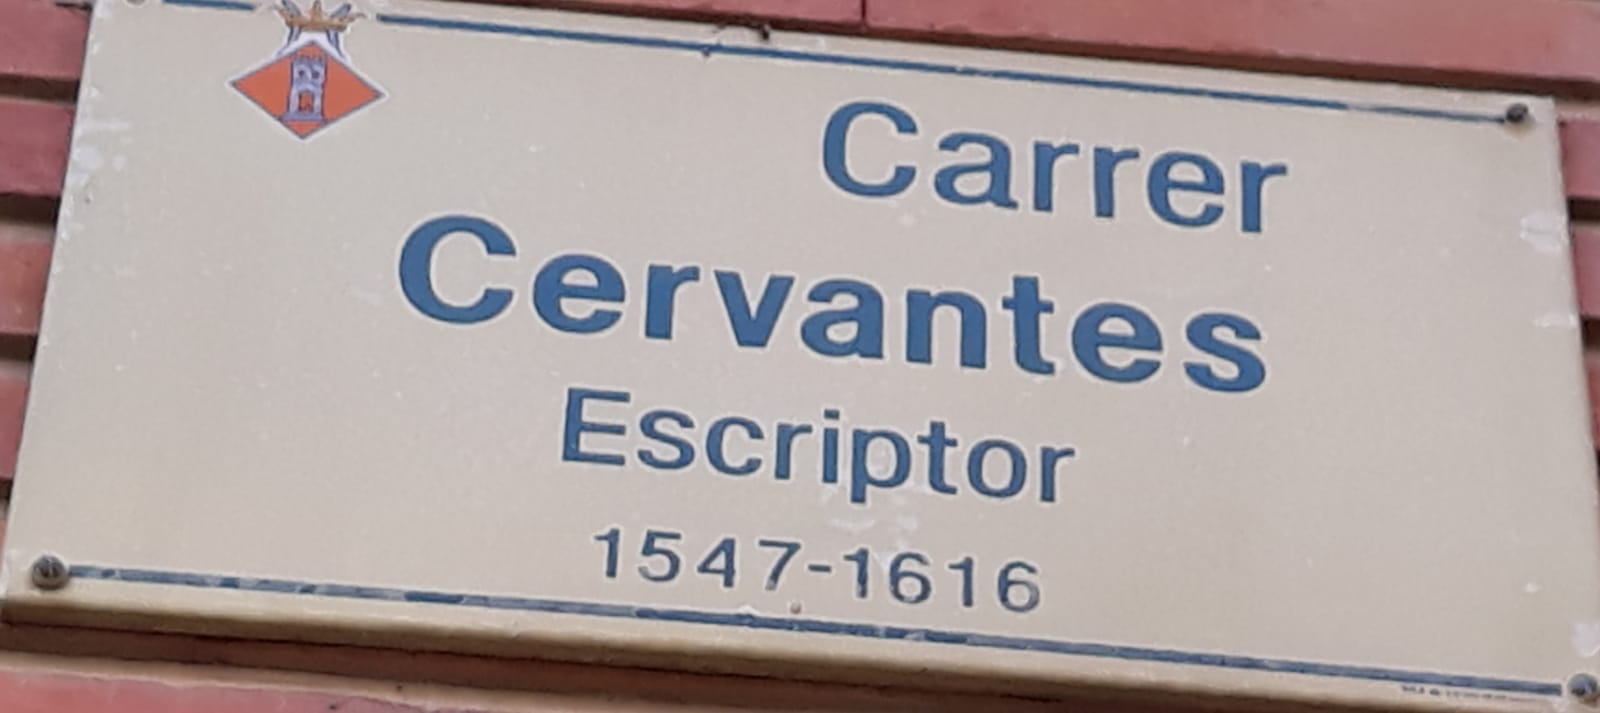 Carrer
Cervantes
Escriptor
1547-1616